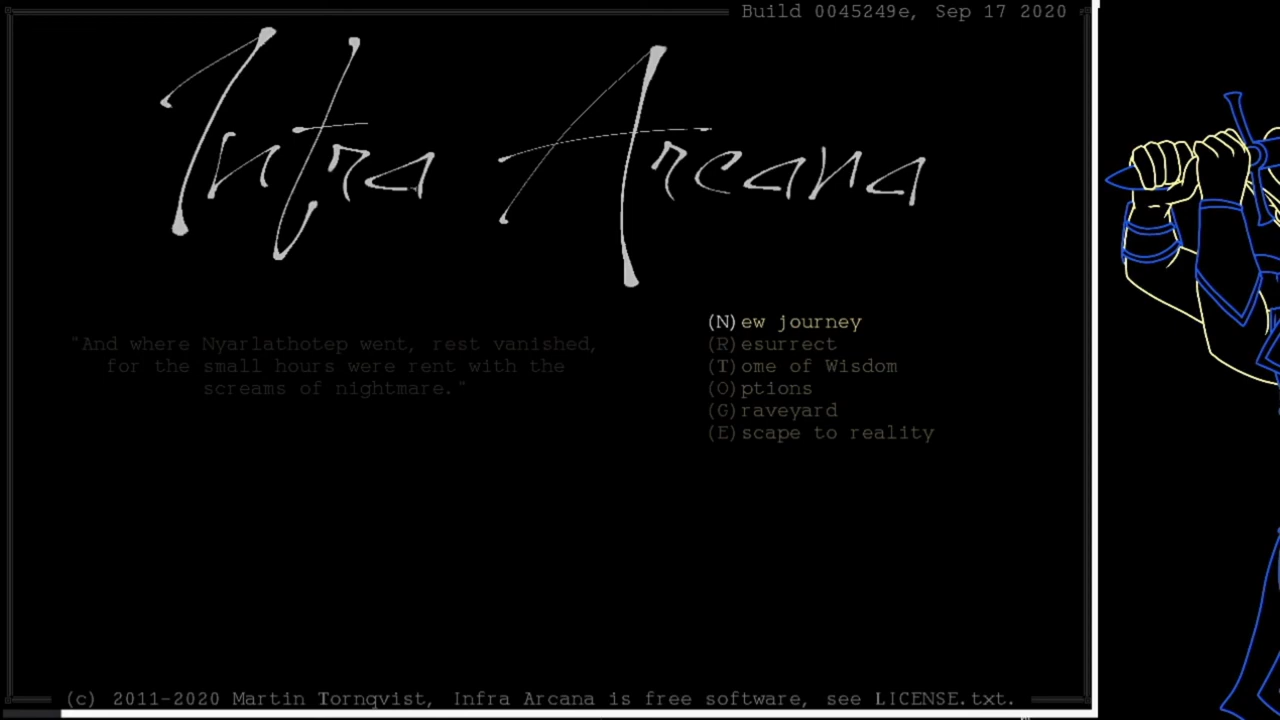 Build 0045249e, Sep 17 2020
Infra Arcana
"And where Nyarlathotep went, rest vanished,
for the small hours were rent with the
screams of nightmare."
(N)ew journey
(R)esurrect
(T)ome of Wisdom
(O)ptions
(G)raveyard
(E)scape to reality
(c) 2011-2020 Martin Tornqvist, Infra Arcana is free software, see LICENSE.txt.